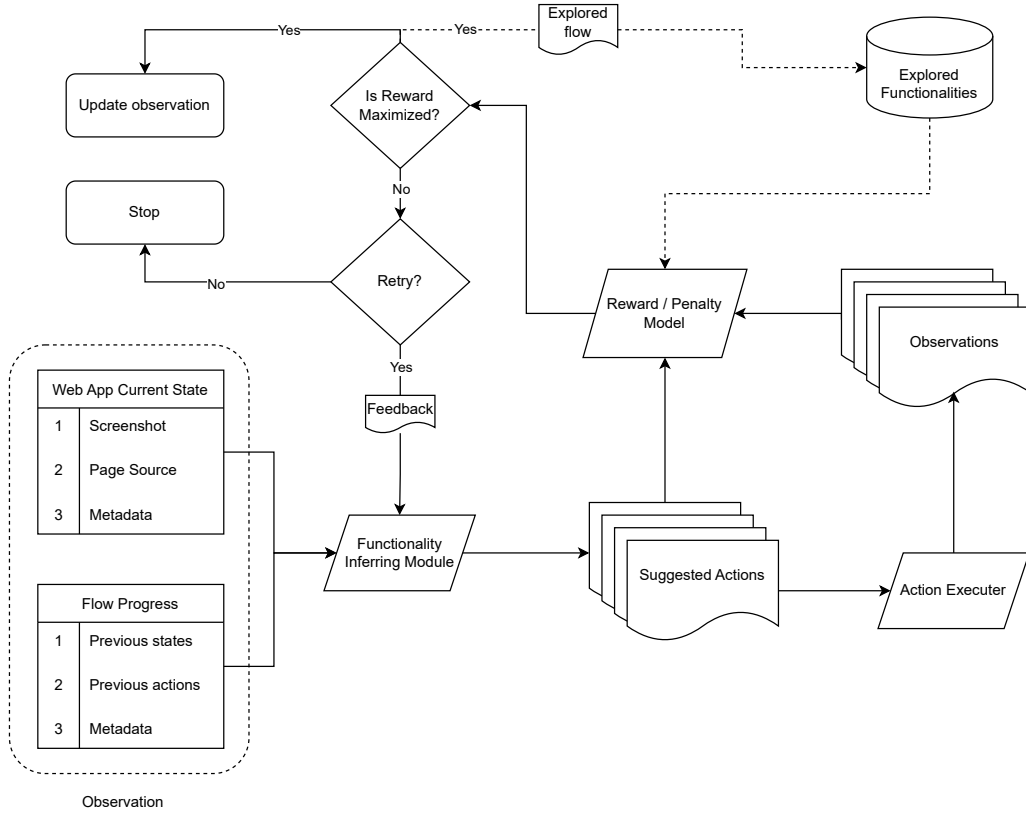 Yes
Yes
Explored
flow
Explored
Functionalities
Update observation
Is Reward
Maximized?
No
Stop
Retry?
No
Reward / Penalty
Model
Observations
Yes
Feedback
Web App Current State
1 Screenshot
2 Page Source
3 Metadata
Functionality
Inferring Module
Suggested Actions
Action Executer
Flow Progress
1 Previous states
2 Previous actions
3 Metadata
Observation